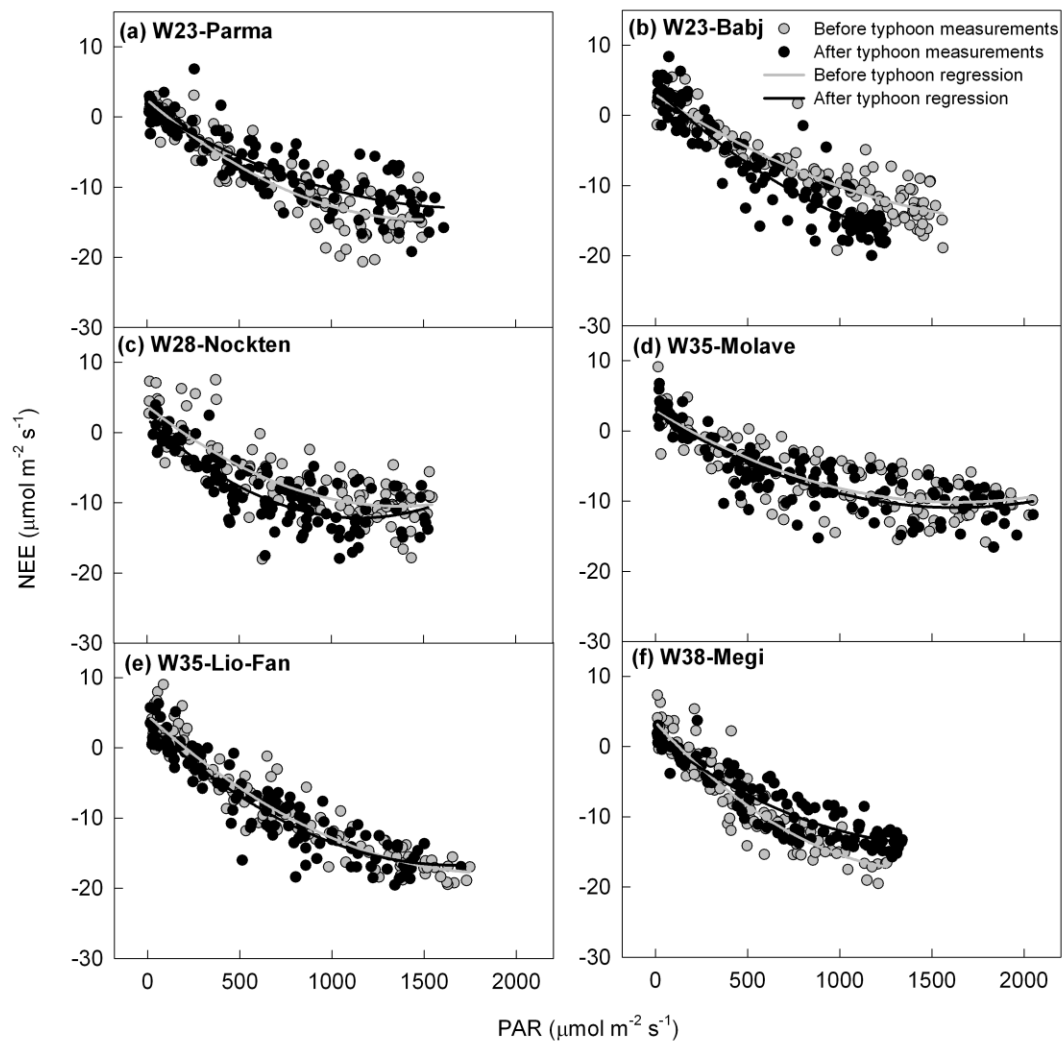 (a) W23-Parma
(b) W23-Babj
Before typhoon measurements
After typhoon measurements
Before typhoon regression
After typhoon regression
10
0
-10
-20
-30
10
0
-10
-20
-30
(c) W28-Nockten
(d) W35-Molave
10
0
-10
-20
-30
10
0
-10
-20
-30
NEE (μmol m⁻² s⁻¹)
(e) W35-Lio-Fan
(f) W38-Megi
10
0
-10
-20
-30
10
0
-10
-20
-30
0 500 1000 1500 2000
0 500 1000 1500 2000
PAR (μmol m⁻² s⁻¹)